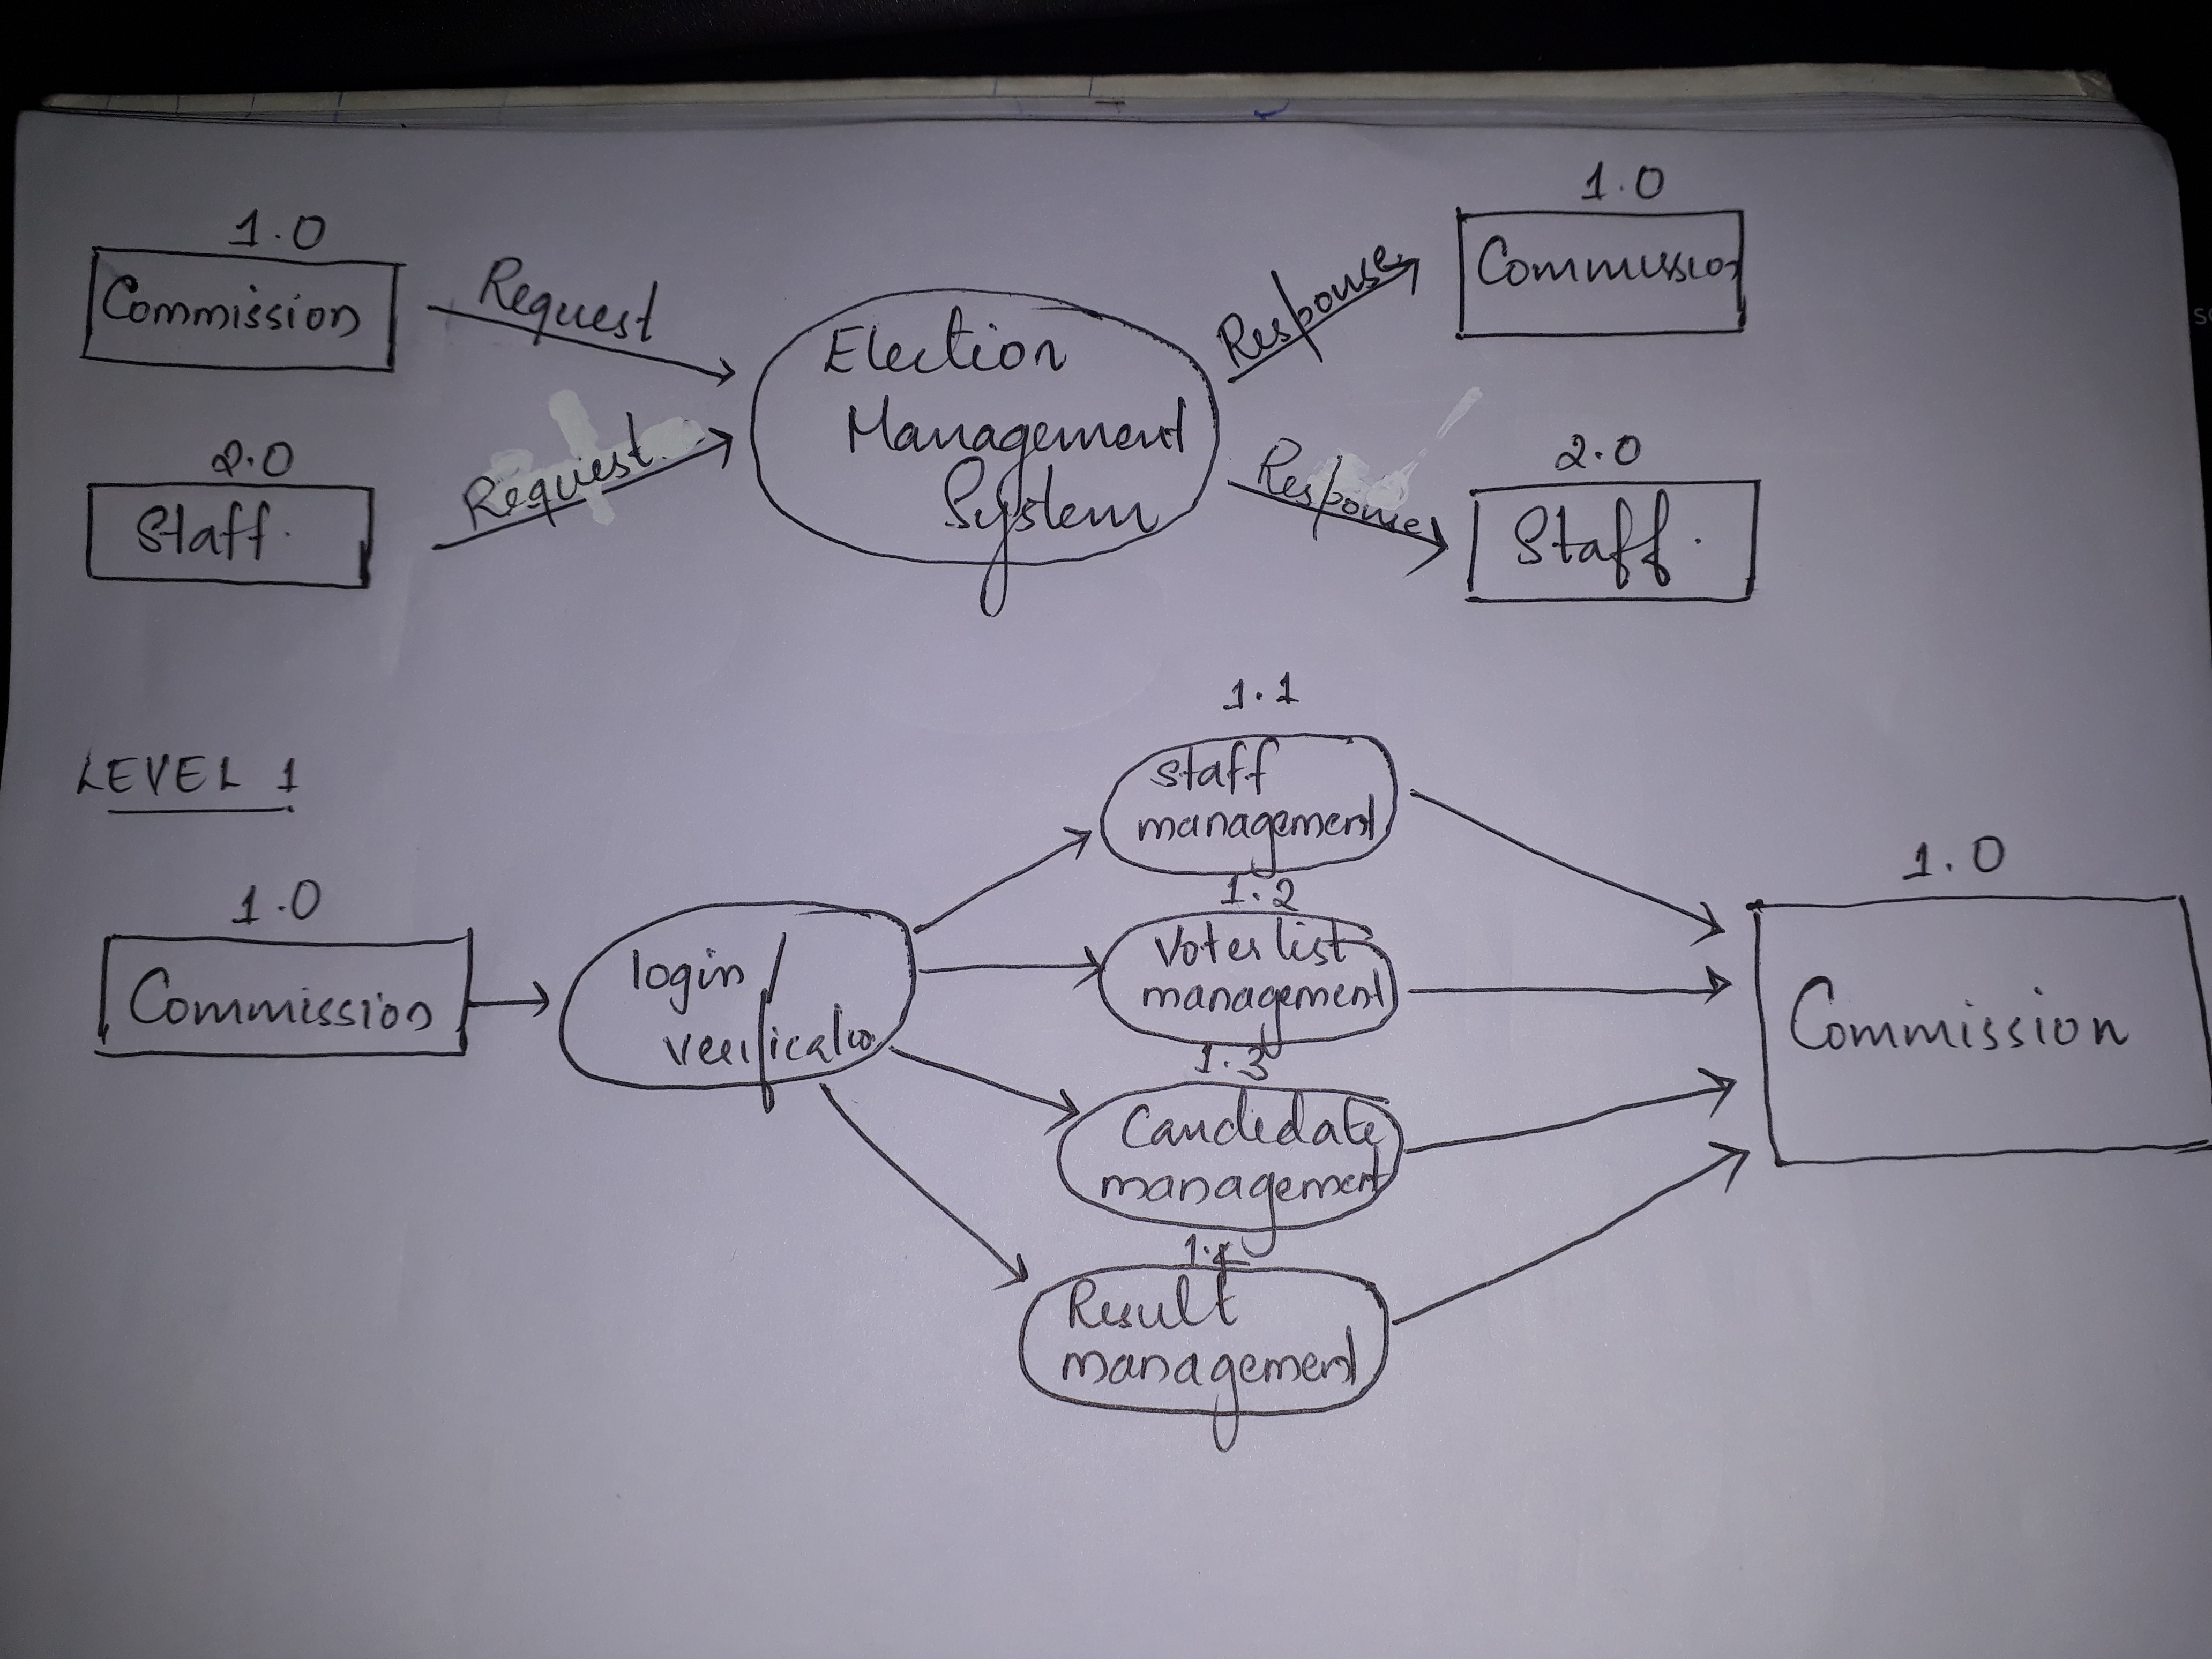 1.0
Commission
Request
2.0
Staff.
Request.
Election
Management
System
Response
1.0
Commission
Response
2.0
Staff.
LEVEL 1
1.0
Commission
login/
1.1
Staff
management
1.2
Voter list
management
1.3
Candidate
management
1.4
Result
management
1.0
Commission